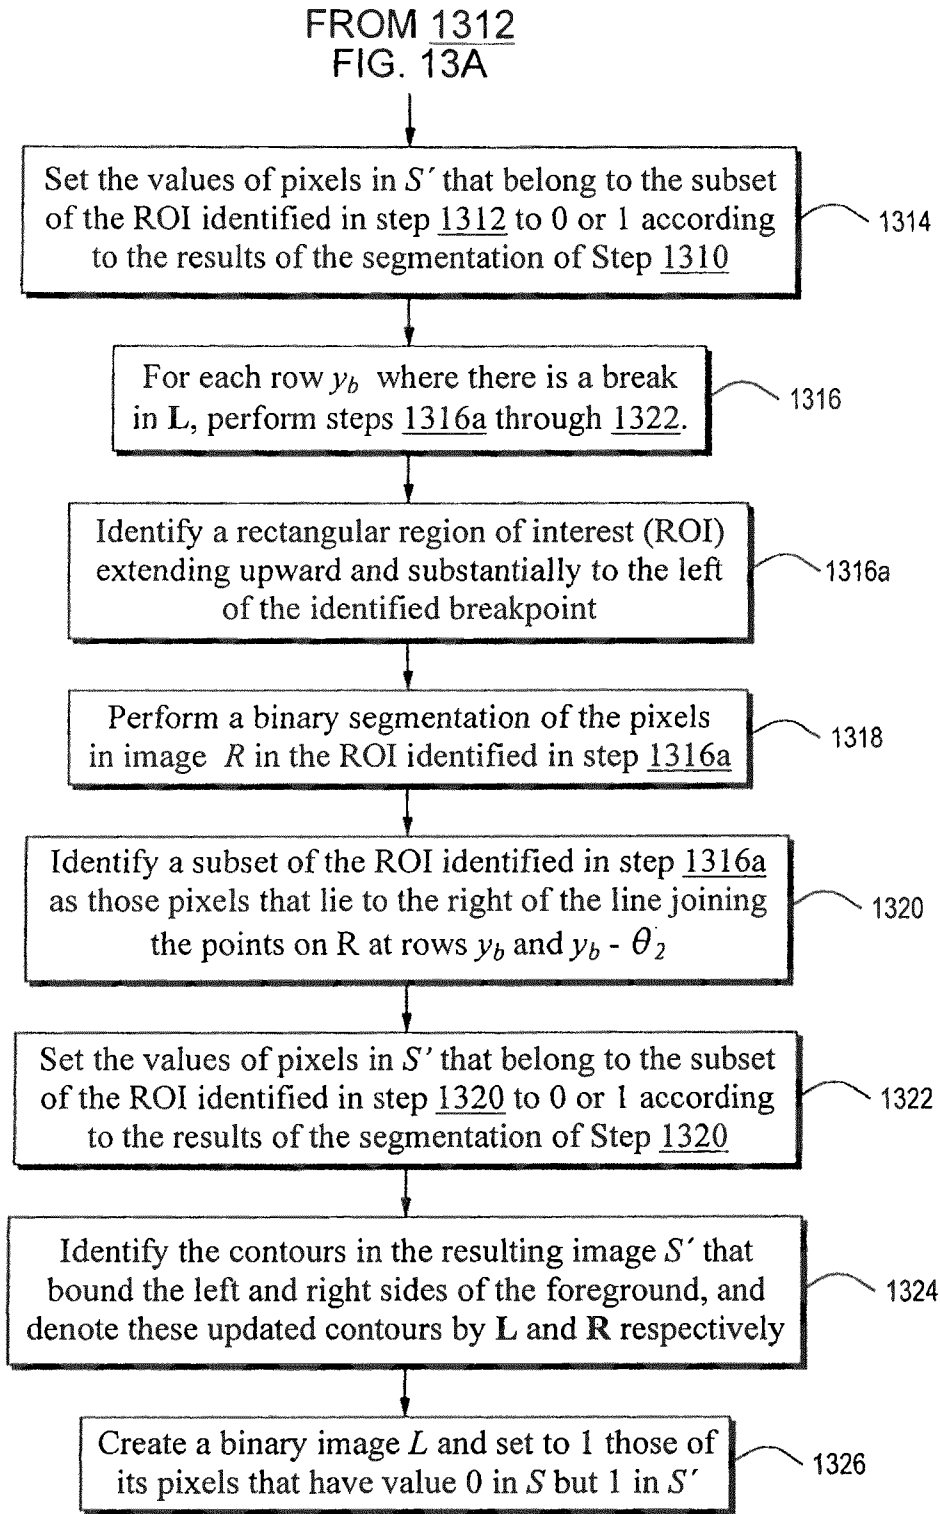 FROM 1312
FIG. 13A
Set the values of pixels in S′ that belong to the subset
of the ROI identified in step 1312 to 0 or 1 according
to the results of the segmentation of Step 1310
1314
For each row y_b where there is a break
in L, perform steps 1316a through 1322.
1316
Identify a rectangular region of interest (ROI)
extending upward and substantially to the left
of the identified breakpoint
1316a
Perform a binary segmentation of the pixels
in image R in the ROI identified in step 1316a
1318
Identify a subset of the ROI identified in step 1316a
as those pixels that lie to the right of the line joining
the points on R at rows y_b and y_b - θ_2
1320
Set the values of pixels in S' that belong to the subset
of the ROI identified in step 1320 to 0 or 1 according
to the results of the segmentation of Step 1320
1322
Identify the contours in the resulting image S′ that
bound the left and right sides of the foreground, and
denote these updated contours by L and R respectively
1324
Create a binary image L and set to 1 those of
its pixels that have value 0 in S but 1 in S′
1326